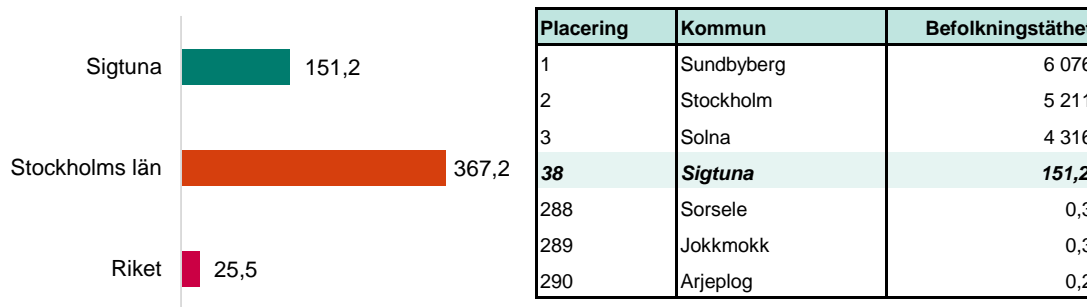 Sigtuna 151,2
Stockholms län 367,2
Riket 25,5
Placering Kommun Befolkningstäthet
1 Sundbyberg 6 076
2 Stockholm 5 211
3 Solna 4 316
38 Sigtuna 151,2
288 Sorsele 0,3
289 Jokkmokk 0,3
290 Arjeplog 0,2